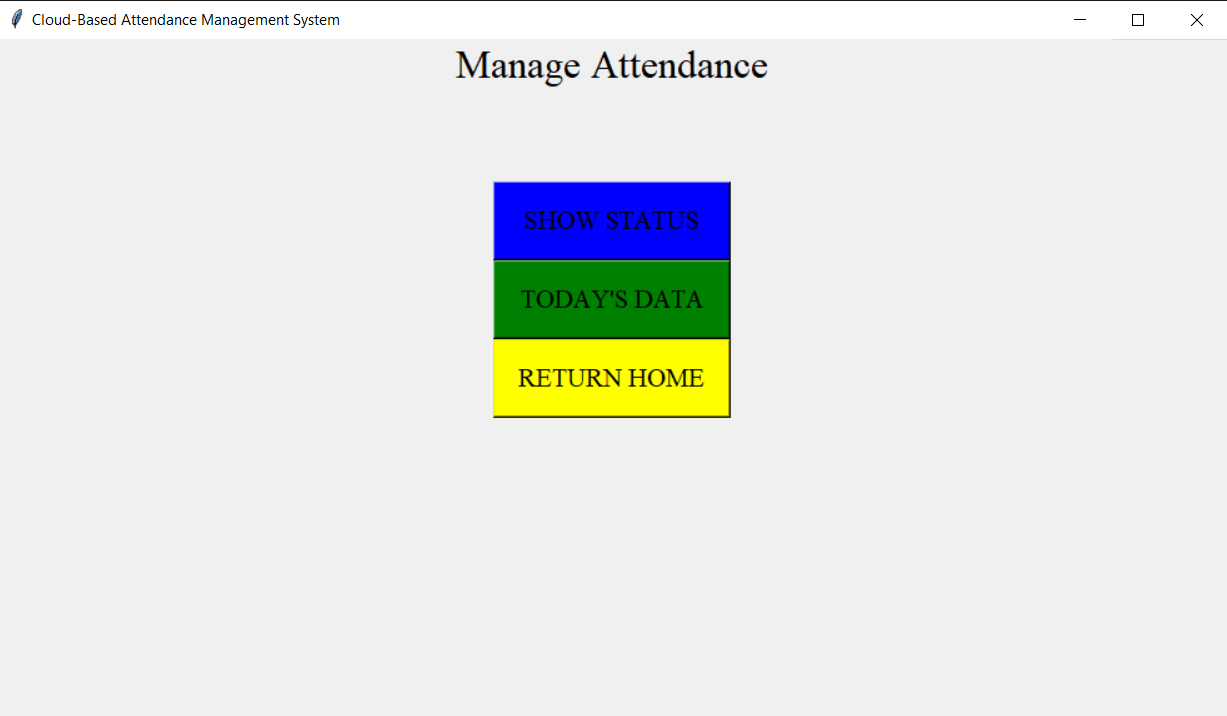 Cloud-Based Attendance Management System
Manage Attendance
SHOW STATUS
TODAY'S DATA
RETURN HOME